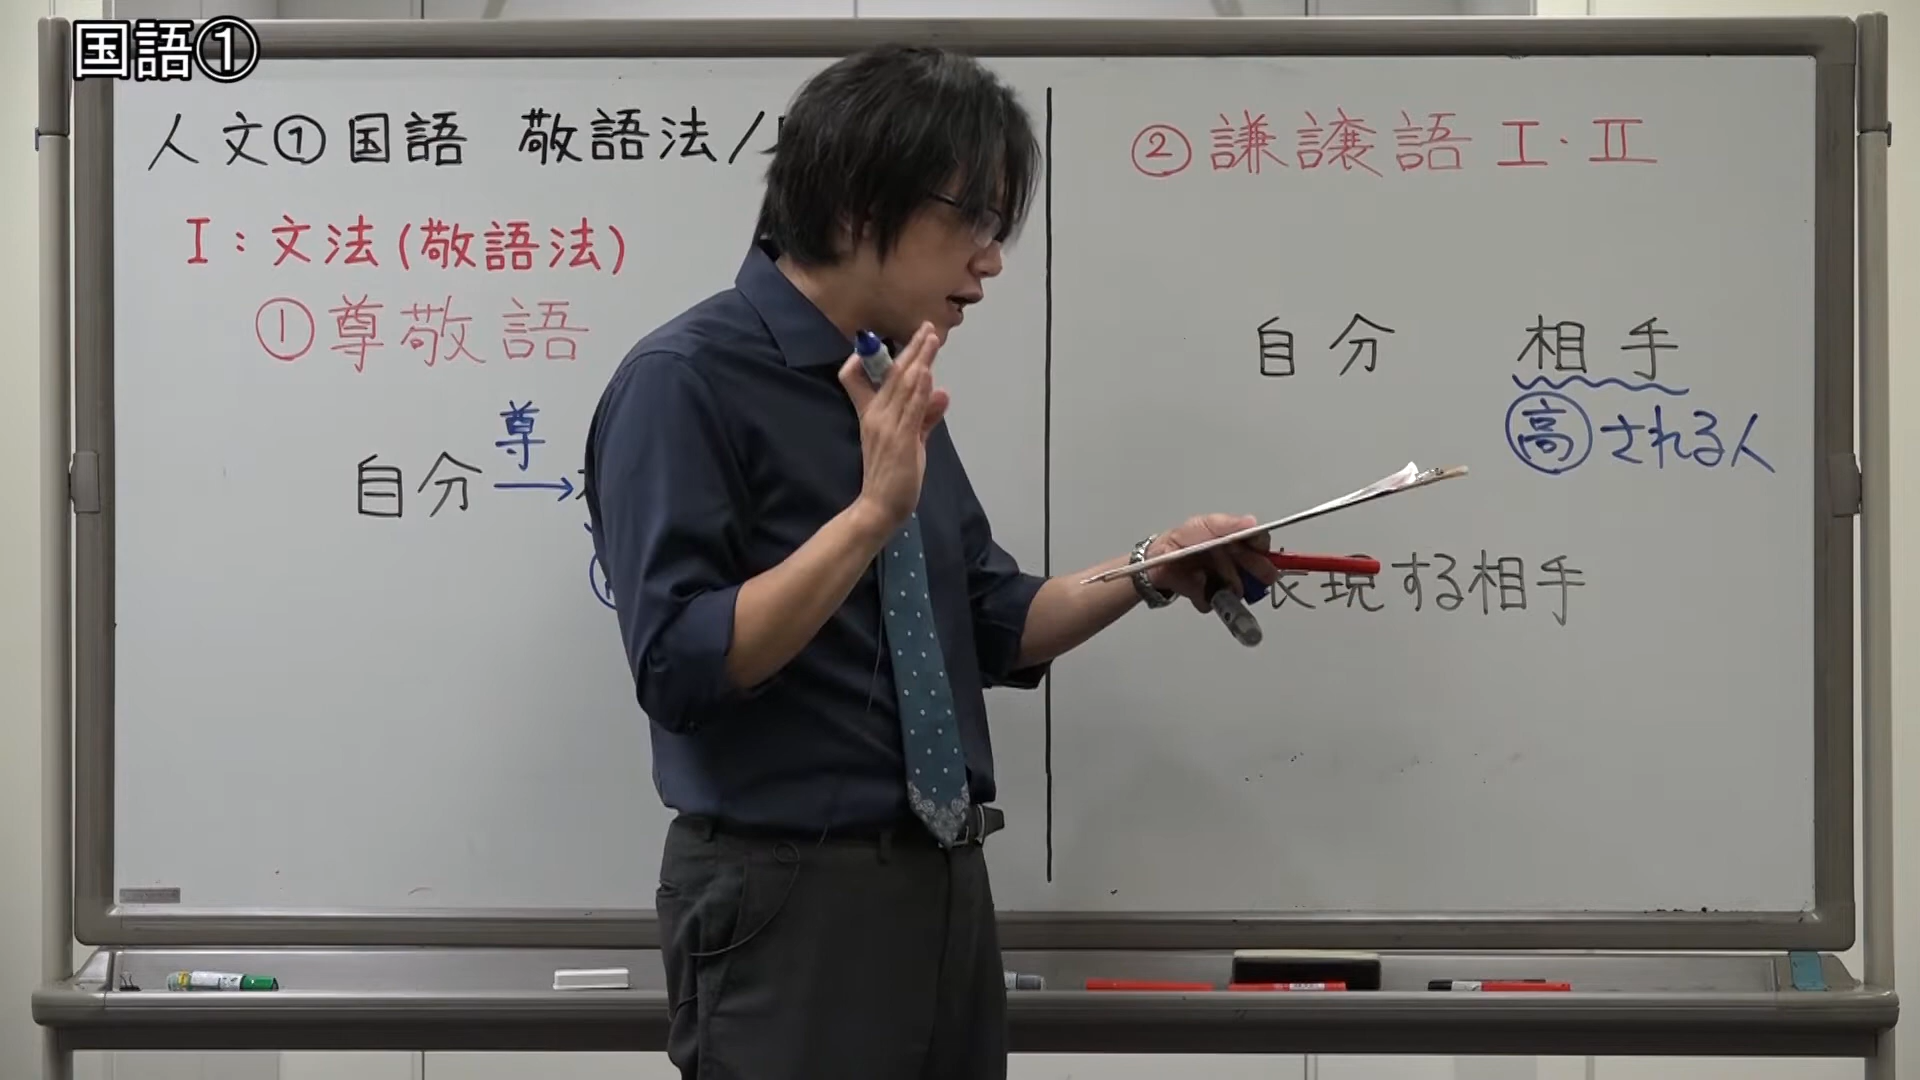 国語①
人文① 国語 敬語法/
I:文法(敬語法)
①尊敬語
尊
自分→
②謙譲語 I・II
自分 相手
高される人
表現する相手